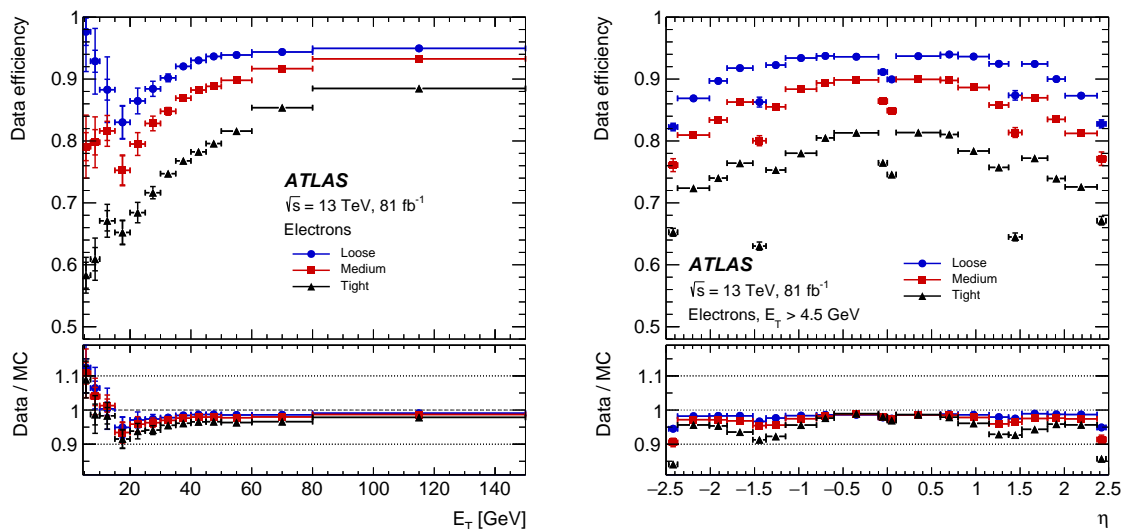 Data efficiency
1
0.9
0.8
0.7
0.6
0.5
ATLAS
√s = 13 TeV, 81 fb⁻¹
Electrons
Loose
Medium
Tight
Data / MC
1.1
1
0.9
20 40 60 80 100 120 140
E_T [GeV]
Data efficiency
1
0.9
0.8
0.7
0.6
0.5
Loose
Medium
Tight
ATLAS
√s = 13 TeV, 81 fb⁻¹
Electrons, E_T > 4.5 GeV
Data / MC
1.1
1
0.9
−2.5 −2 −1.5 −1 −0.5 0 0.5 1 1.5 2 2.5
η